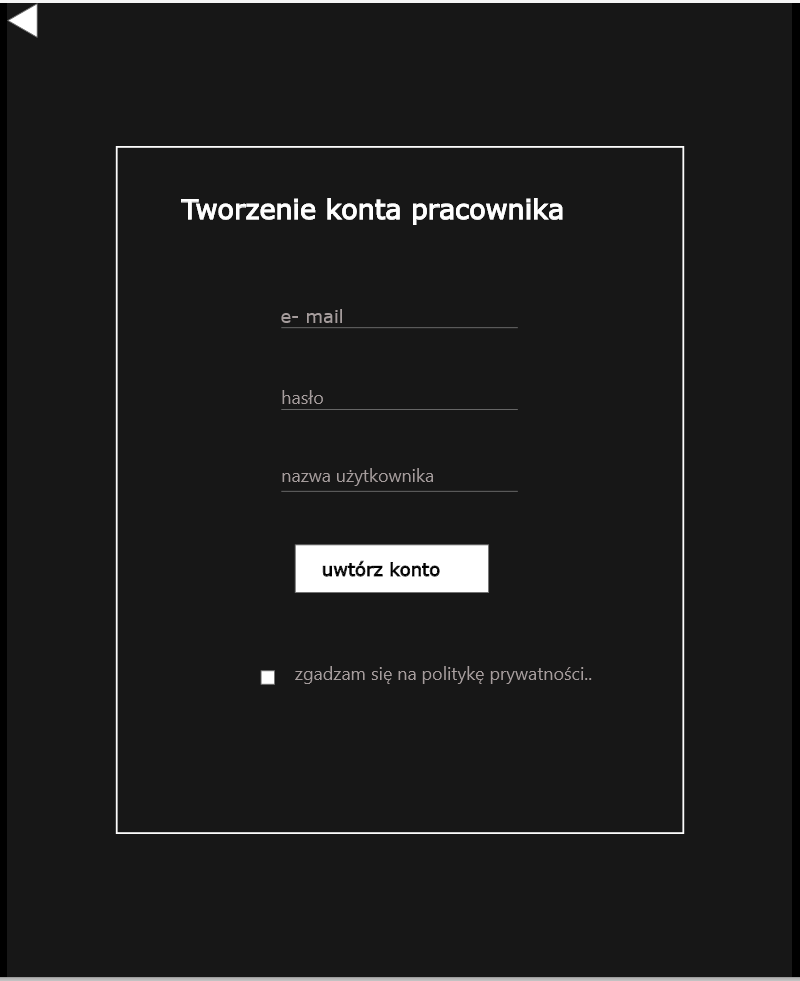 Tworzenie konta pracownika
e- mail
hasło
nazwa użytkownika
uwtórz konto
zgadzam się na politykę prywatności..